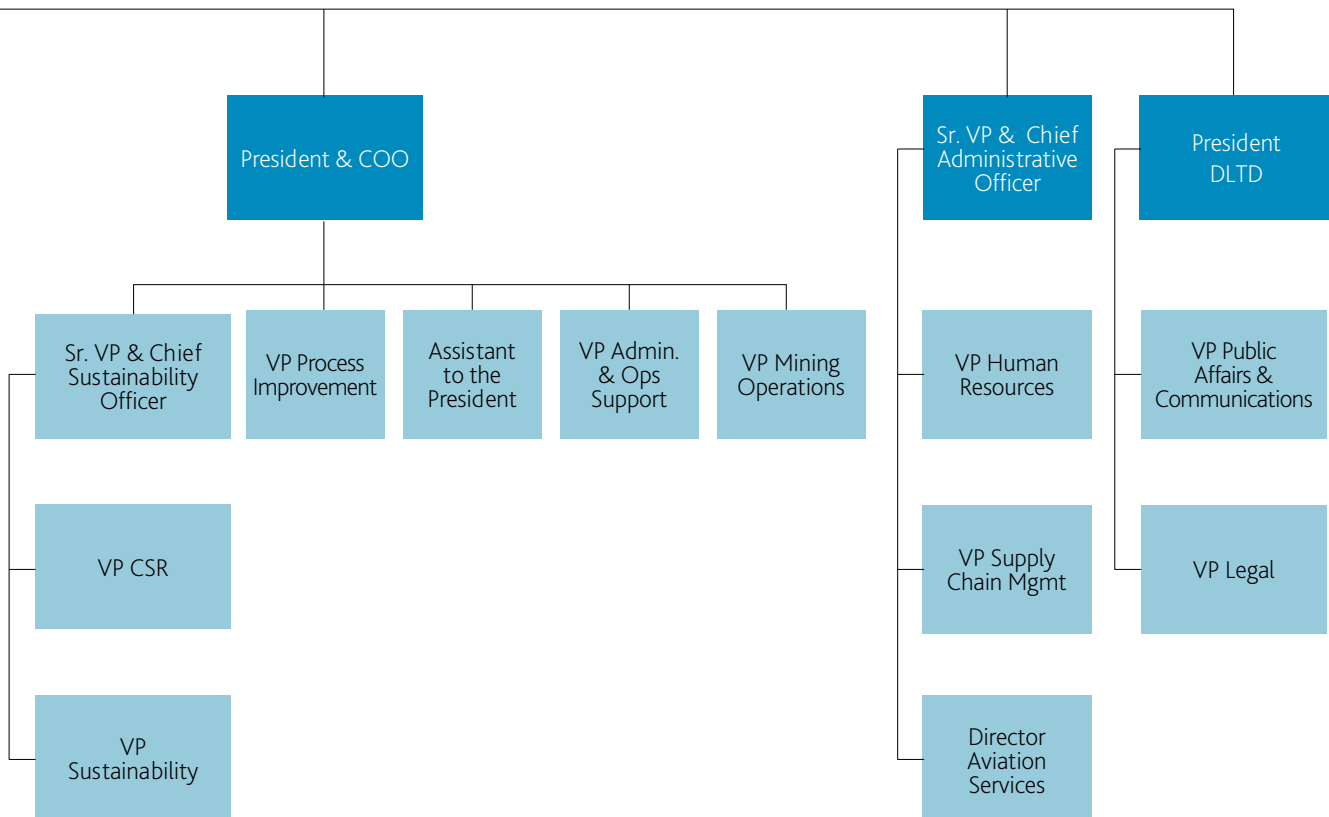 President & COO
Sr. VP & Chief
Administrative
Officer
President
DLTD
Sr. VP & Chief
Sustainability
Officer
VP Process
Improvement
Assistant
to the
President
VP Admin.
& Ops
Support
VP Mining
Operations
VP Human
Resources
VP Public
Affairs &
Communications
VP CSR
VP Supply
Chain Mgmt
VP Legal
VP
Sustainability
Director
Aviation
Services